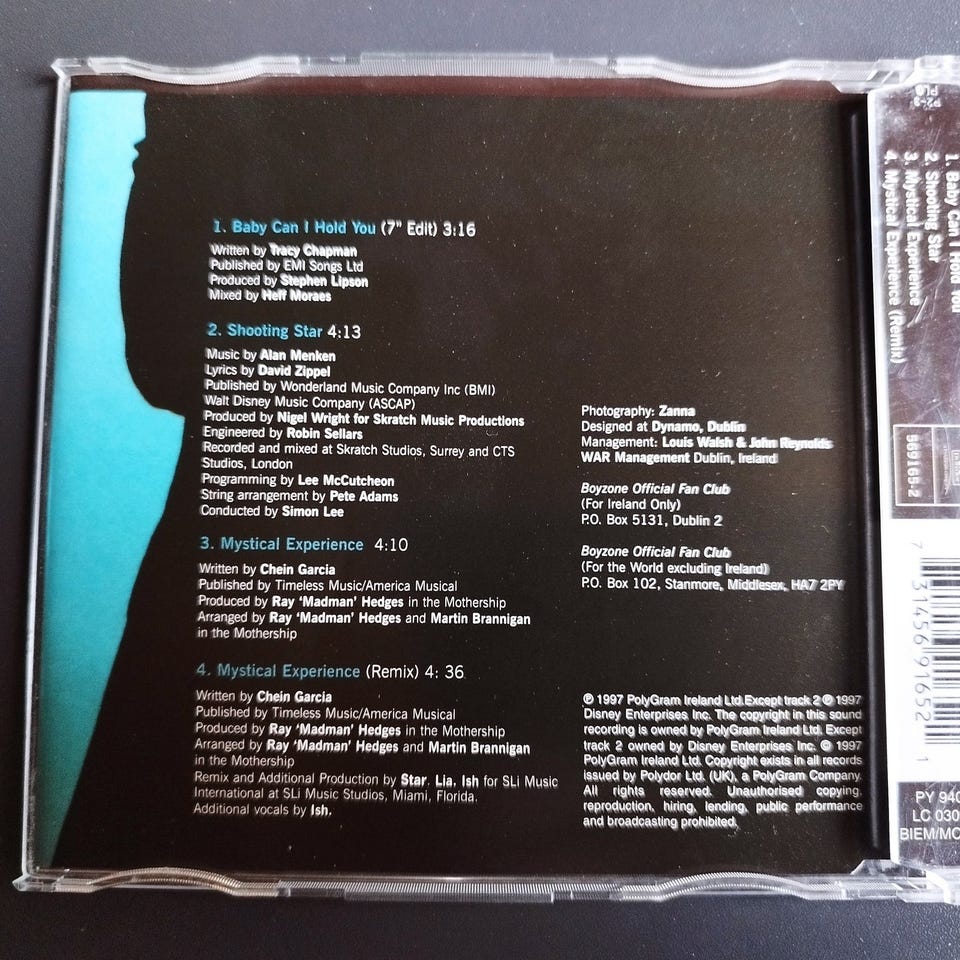 1. Baby Can I Hold You (7" Edit) 3:16
Written by Tracy Chapman
Published by EMI Songs Ltd
Produced by Stephen Lipson
Mixed by Heff Moraes
2. Shooting Star 4:13
Music by Alan Menken
Lyrics by David Zippel
Published by Wonderland Music Company Inc (BMI)
Walt Disney Music Company (ASCAP)
Produced by Nigel Wright for Skratch Music Productions
Engineered by Robin Sellars
Recorded and mixed at Skratch Studios, Surrey and CTS
Studios, London
Programming by Lee McCutcheon
String arrangement by Pete Adams
Conducted by Simon Lee
3. Mystical Experience 4:10
Written by Chein Garcia
Published by Timeless Music/America Musical
Produced by Ray 'Madman' Hedges in the Mothership
Arranged by Ray 'Madman' Hedges and Martin Brannigan
in the Mothership
4. Mystical Experience (Remix) 4: 36
Written by Chein Garcia
Published by Timeless Music/America Musical
Produced by Ray 'Madman' Hedges in the Mothership
Arranged by Ray 'Madman' Hedges and Martin Brannigan
in the Mothership
Remix and Additional Production by Star. Lia. Ish for SLi Music
International at SLi Music Studios, Miami, Florida.
Additional vocals by Ish.
Photography: Zanna
Designed at Dynamo, Dublin
Management: Louis Walsh & John Reynolds
WAR Management Dublin, Ireland
Boyzone Official Fan Club
(For Ireland Only)
P.O. Box 5131, Dublin 2
Boyzone Official Fan Club
(For the World excluding Ireland)
P.O. Box 102, Stanmore, Middlesex, HA7 2PY
℗ 1997 PolyGram Ireland Ltd.Except track 2 ℗ 1997
Disney Enterprises Inc. The copyright in this sound
recording is owned by PolyGram Ireland Ltd. Except
track 2 owned by Disney Enterprises Inc. © 1997
PolyGram Ireland Ltd. Copyright exists in all records
issued by Polydor Ltd. (UK), a PolyGram Company.
All rights reserved. Unauthorised copying,
reproduction, hiring, lending, public performance
and broadcasting prohibited.
1. Baby Can I Hold You
2. Shooting Star
3. Mystical Experience
4. Mystical Experience (Remix)
569165-2
7 31456 91652 1
PY 940
LC 030
BIEM/MC